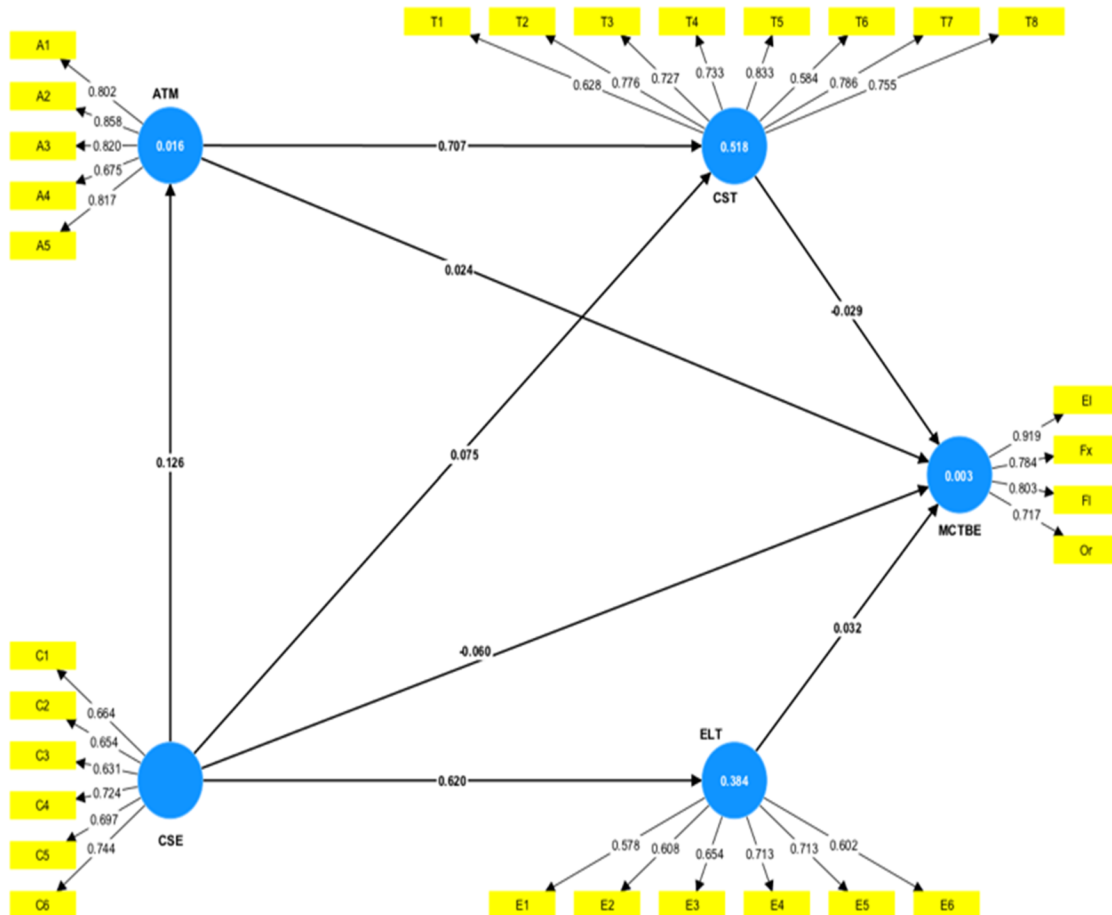 T1 T2 T3 T4 T5 T6 T7 T8
0.628 0.776 0.727 0.733 0.833 0.584 0.786 0.755
A1
A2
A3
A4
A5
0.802
0.858
0.820
0.675
0.817
ATM
0.016
0.707
0.518
CST
0.024
-0.029
0.126
0.075
El
Fx
Fl
Or
0.919
0.784
0.803
0.717
0.003
MCTBE
-0.060
0.032
C1
C2
C3
C4
C5
C6
0.664
0.654
0.631
0.724
0.697
0.744
CSE
0.620
ELT
0.384
0.578 0.608 0.654 0.713 0.713 0.602
E1 E2 E3 E4 E5 E6